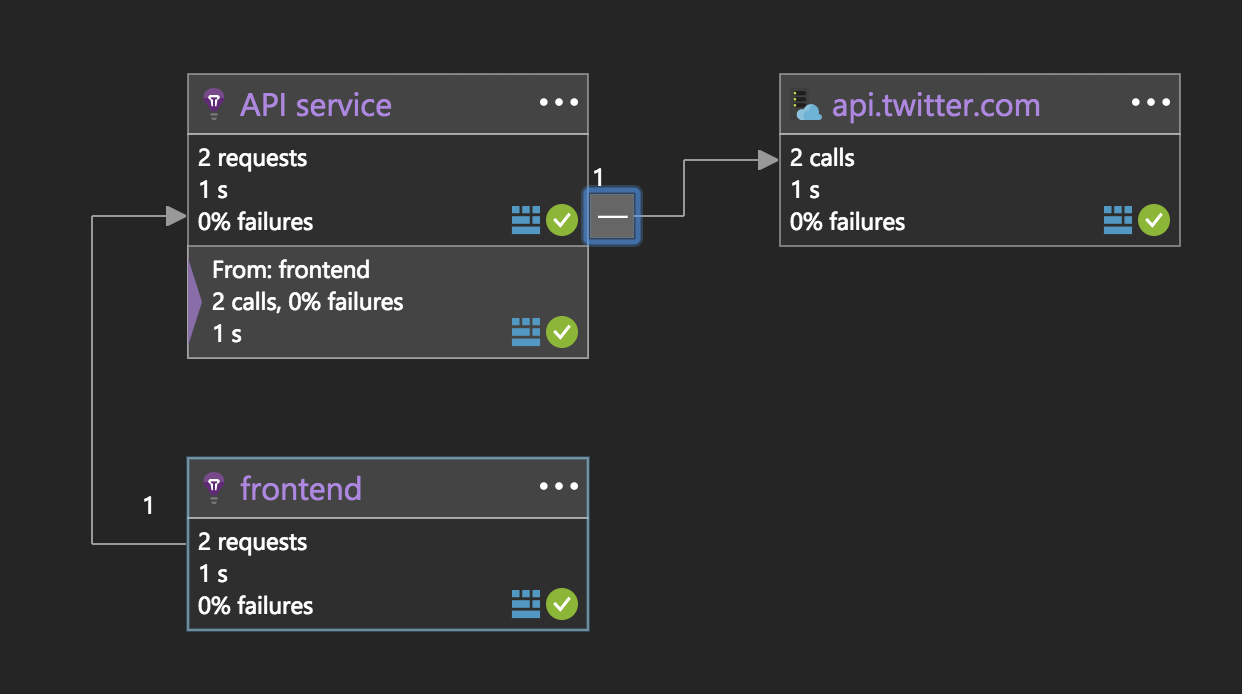 API service
2 requests
1 s
0% failures
From: frontend
2 calls, 0% failures
1 s
1
api.twitter.com
2 calls
1 s
0% failures
1
frontend
2 requests
1 s
0% failures